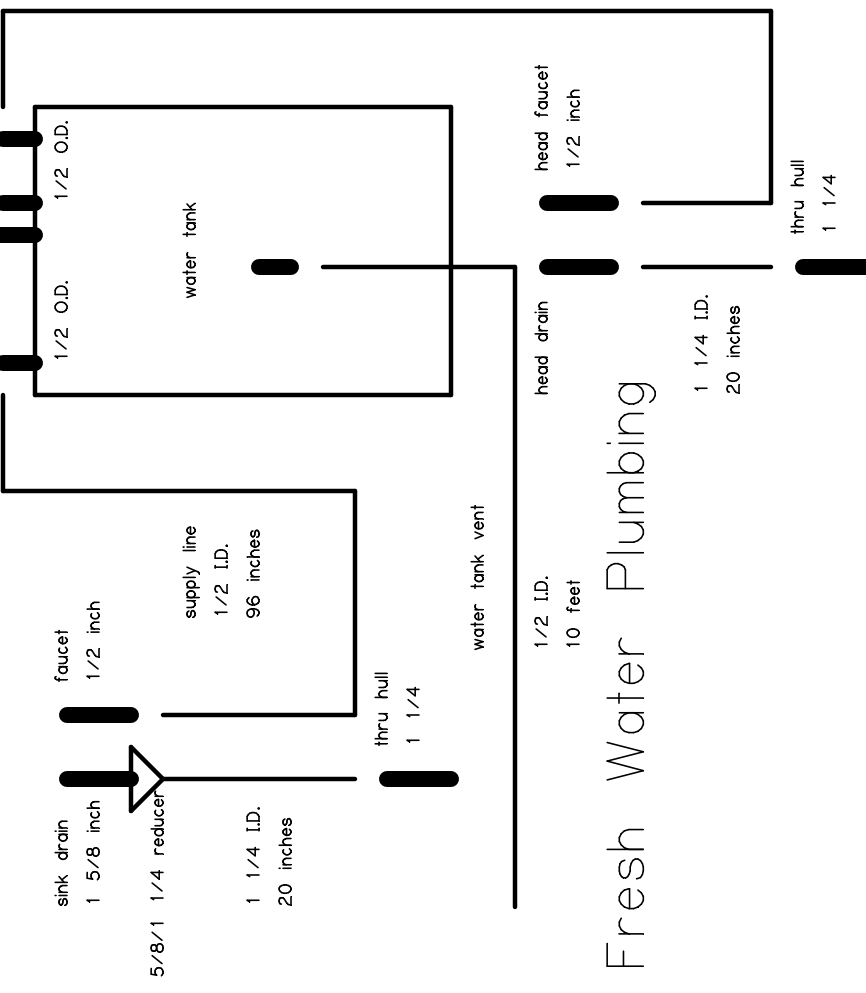 Fresh Water Plumbing
sink drain
1 5/8 inch
5/8/1 1/4 reducer
1 1/4 I.D.
20 inches
faucet
1/2 inch
supply line
1/2 I.D.
96 inches
thru hull
1 1/4
water tank vent
1/2 I.D.
10 feet
1/2 O.D.
1/2 O.D.
water tank
head drain
head faucet
1/2 inch
1 1/4 I.D.
20 inches
thru hull
1 1/4